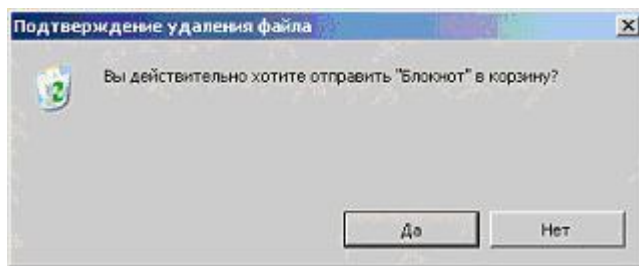 Подтверждение удаления файла
Вы действительно хотите отправить "Блокнот" в корзину?
Да
Нет